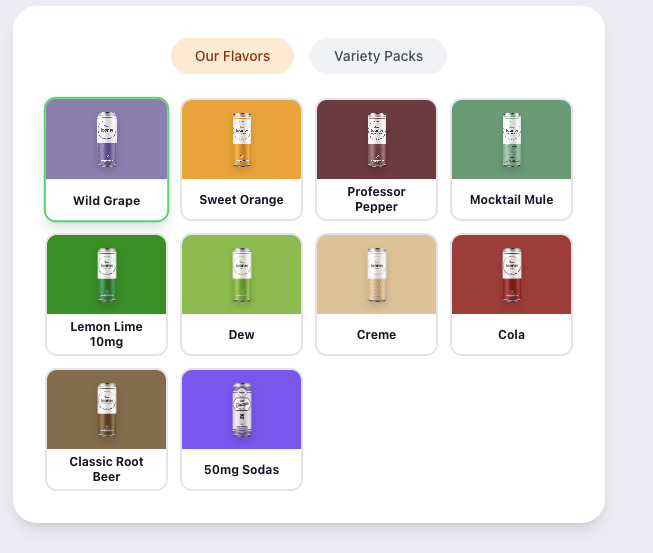 Our Flavors
Variety Packs
Wild Grape
Sweet Orange
Professor
Pepper
Mocktail Mule
Lemon Lime
10mg
Dew
Creme
Cola
Classic Root
Beer
50mg Sodas